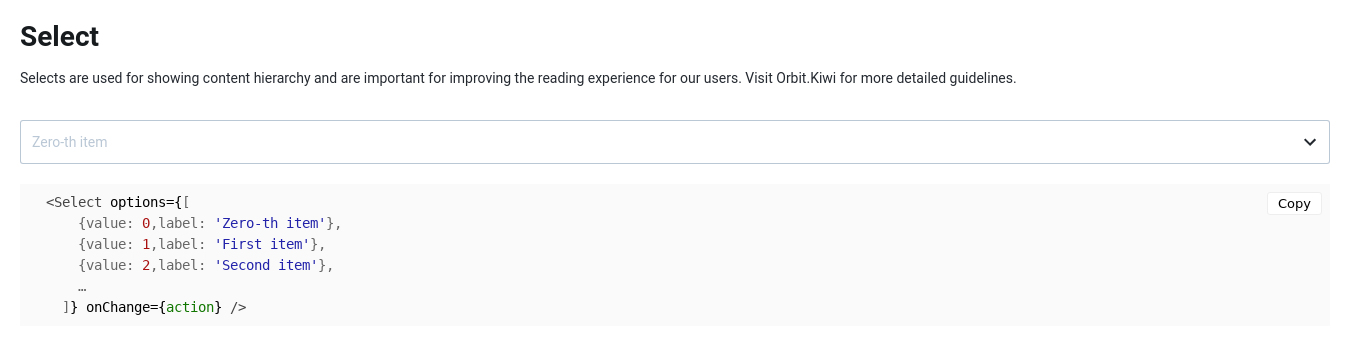 Select
Selects are used for showing content hierarchy and are important for improving the reading experience for our users. Visit Orbit.Kiwi for more detailed guidelines.
Zero-th item
<Select options={[
{value: 0,label: 'Zero-th item'},
{value: 1,label: 'First item'},
{value: 2,label: 'Second item'},
…
]} onChange={action} />
Copy